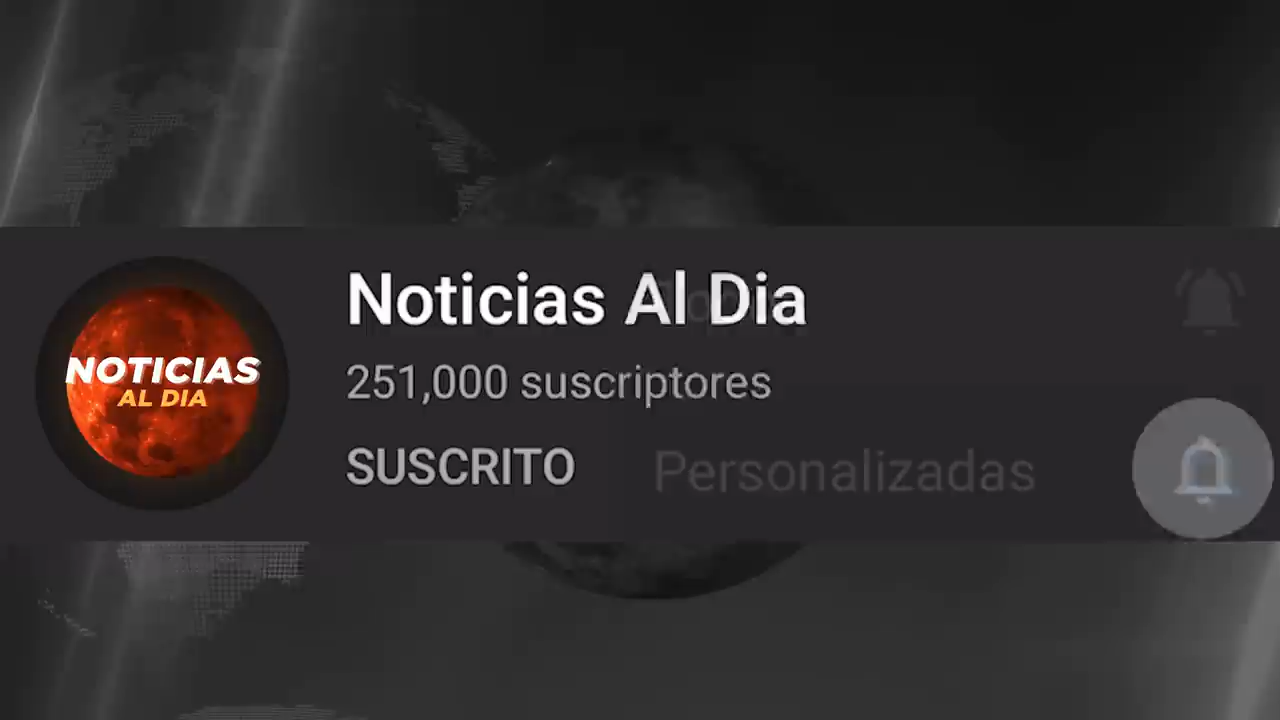 Noticias Al Dia
251,000 suscriptores
NOTICIAS
AL DIA
SUSCRITO
Personalizadas